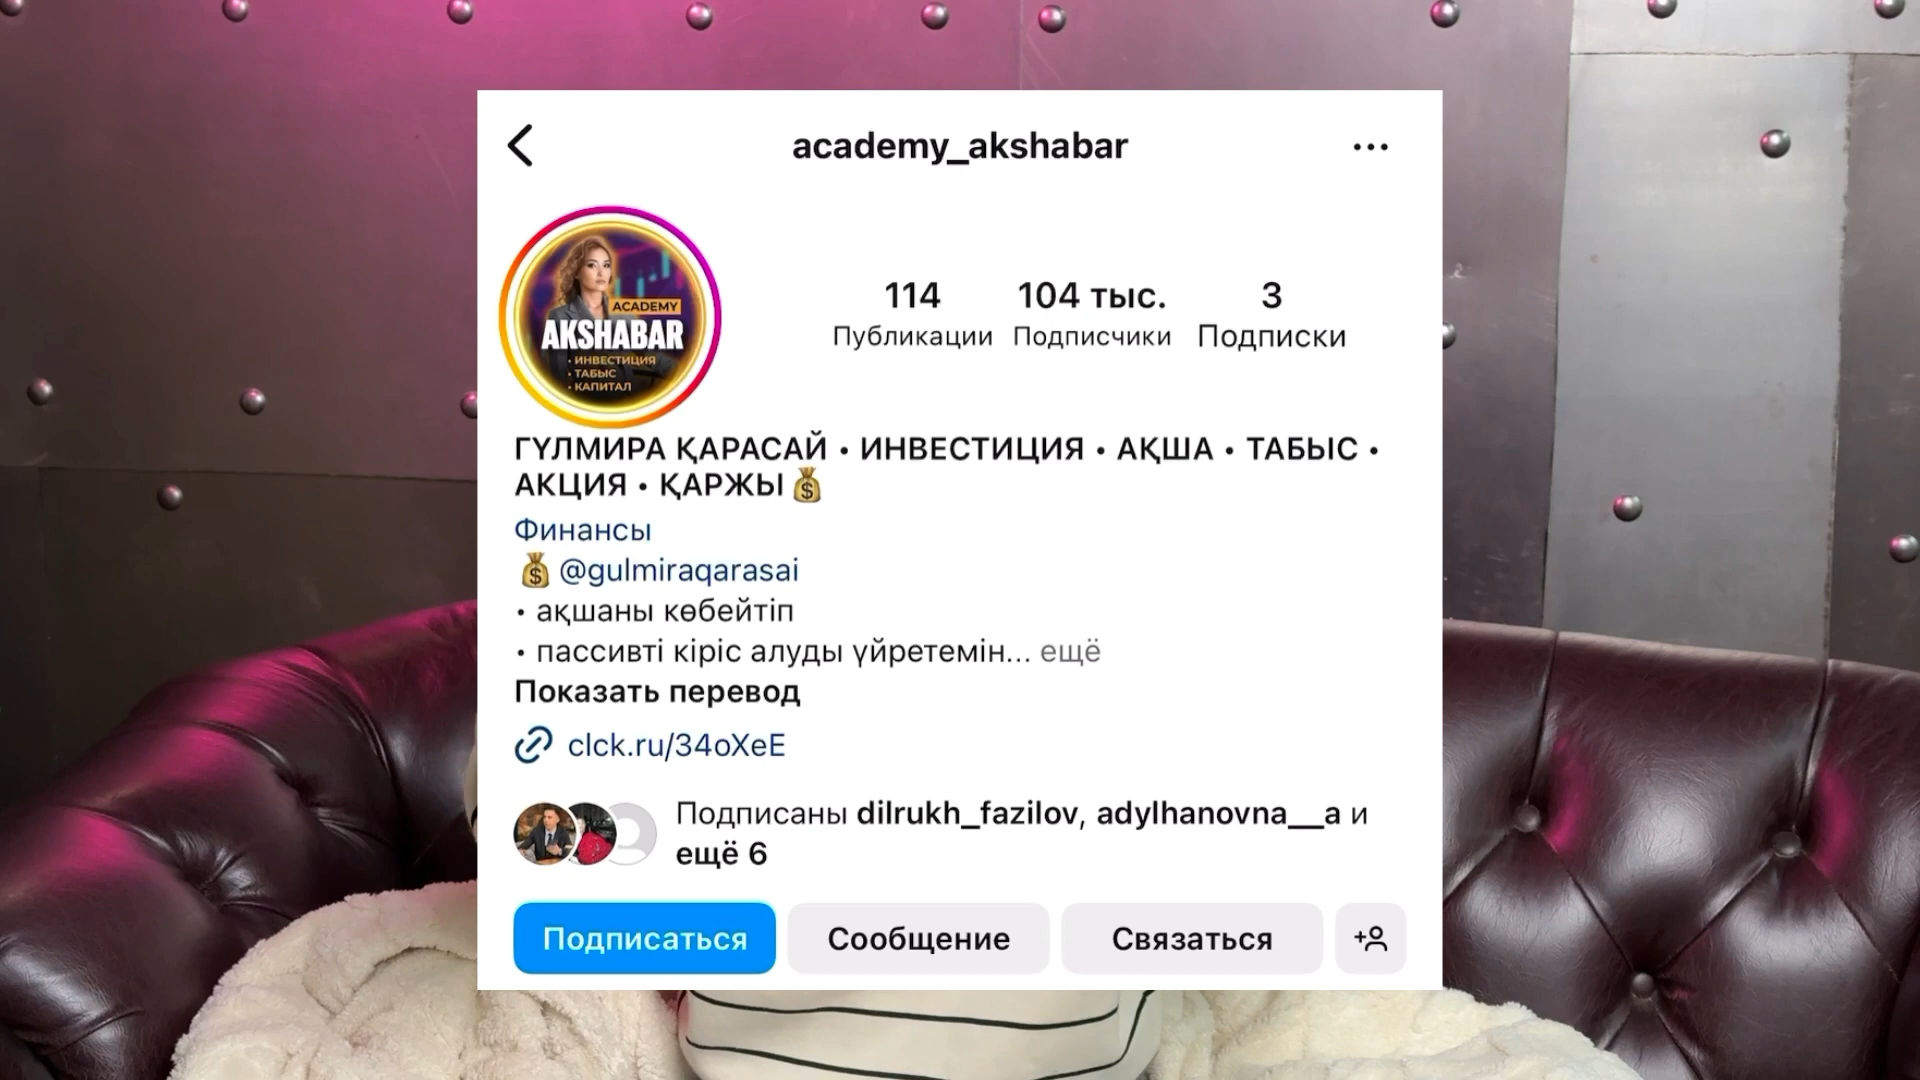 academy_akshabar
ACADEMY
AKSHABAR
• ИНВЕСТИЦИЯ
• ТАБЫС
• КАПИТАЛ
114
Публикации
104 тыс.
Подписчики
3
Подписки
ГҮЛМИРА ҚАРАСАЙ • ИНВЕСТИЦИЯ • АҚША • ТАБЫС •
АКЦИЯ • ҚАРЖЫ💰
Финансы
💰 @gulmiraqarasai
• ақшаны көбейтіп
• пассивті кіріс алуды үйретемін... ещё
Показать перевод
clck.ru/34oXeE
Подписаны dilrukh_fazilov, adylhanovna__a и
ещё 6
Подписаться
Сообщение
Связаться